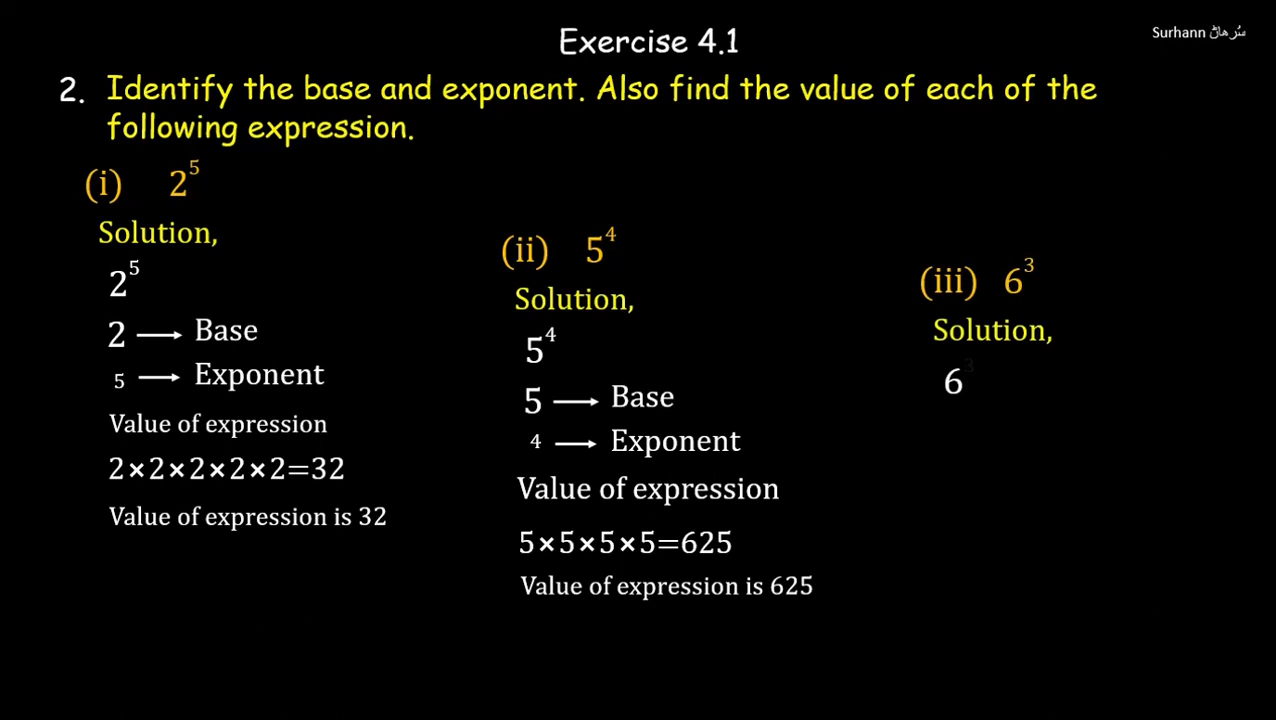 Exercise 4.1
Surhann سُرھاڻ
2. Identify the base and exponent. Also find the value of each of the
following expression.
(i) 2⁵
Solution,
2⁵
2 → Base
5 → Exponent
Value of expression
2×2×2×2×2=32
Value of expression is 32
(ii) 5⁴
Solution,
5⁴
5 → Base
4 → Exponent
Value of expression
5×5×5×5=625
Value of expression is 625
(iii) 6³
Solution,
6³